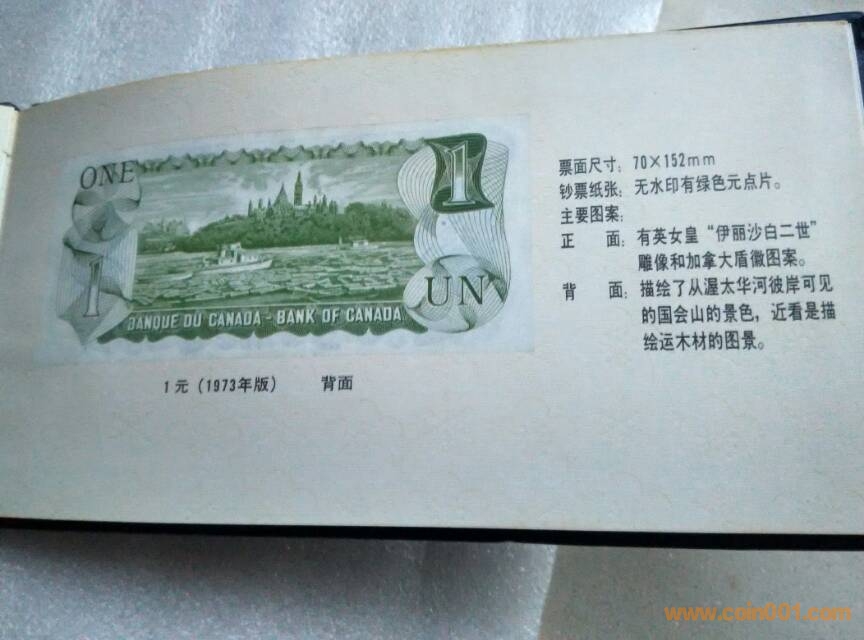 ONE
1
1
UN
BANQUE DU CANADA - BANK OF CANADA
1元 (1973年版) 背面
票面尺寸: 70×152mm
钞票纸张: 无水印有绿色元点片。
主要图案:
正 面: 有英女皇“伊丽沙白二世”
雕像和加拿大盾徽图案。
背 面: 描绘了从渥太华河彼岸可见
的国会山的景色，近看是描
绘运木材的图景。
www.coin001.com